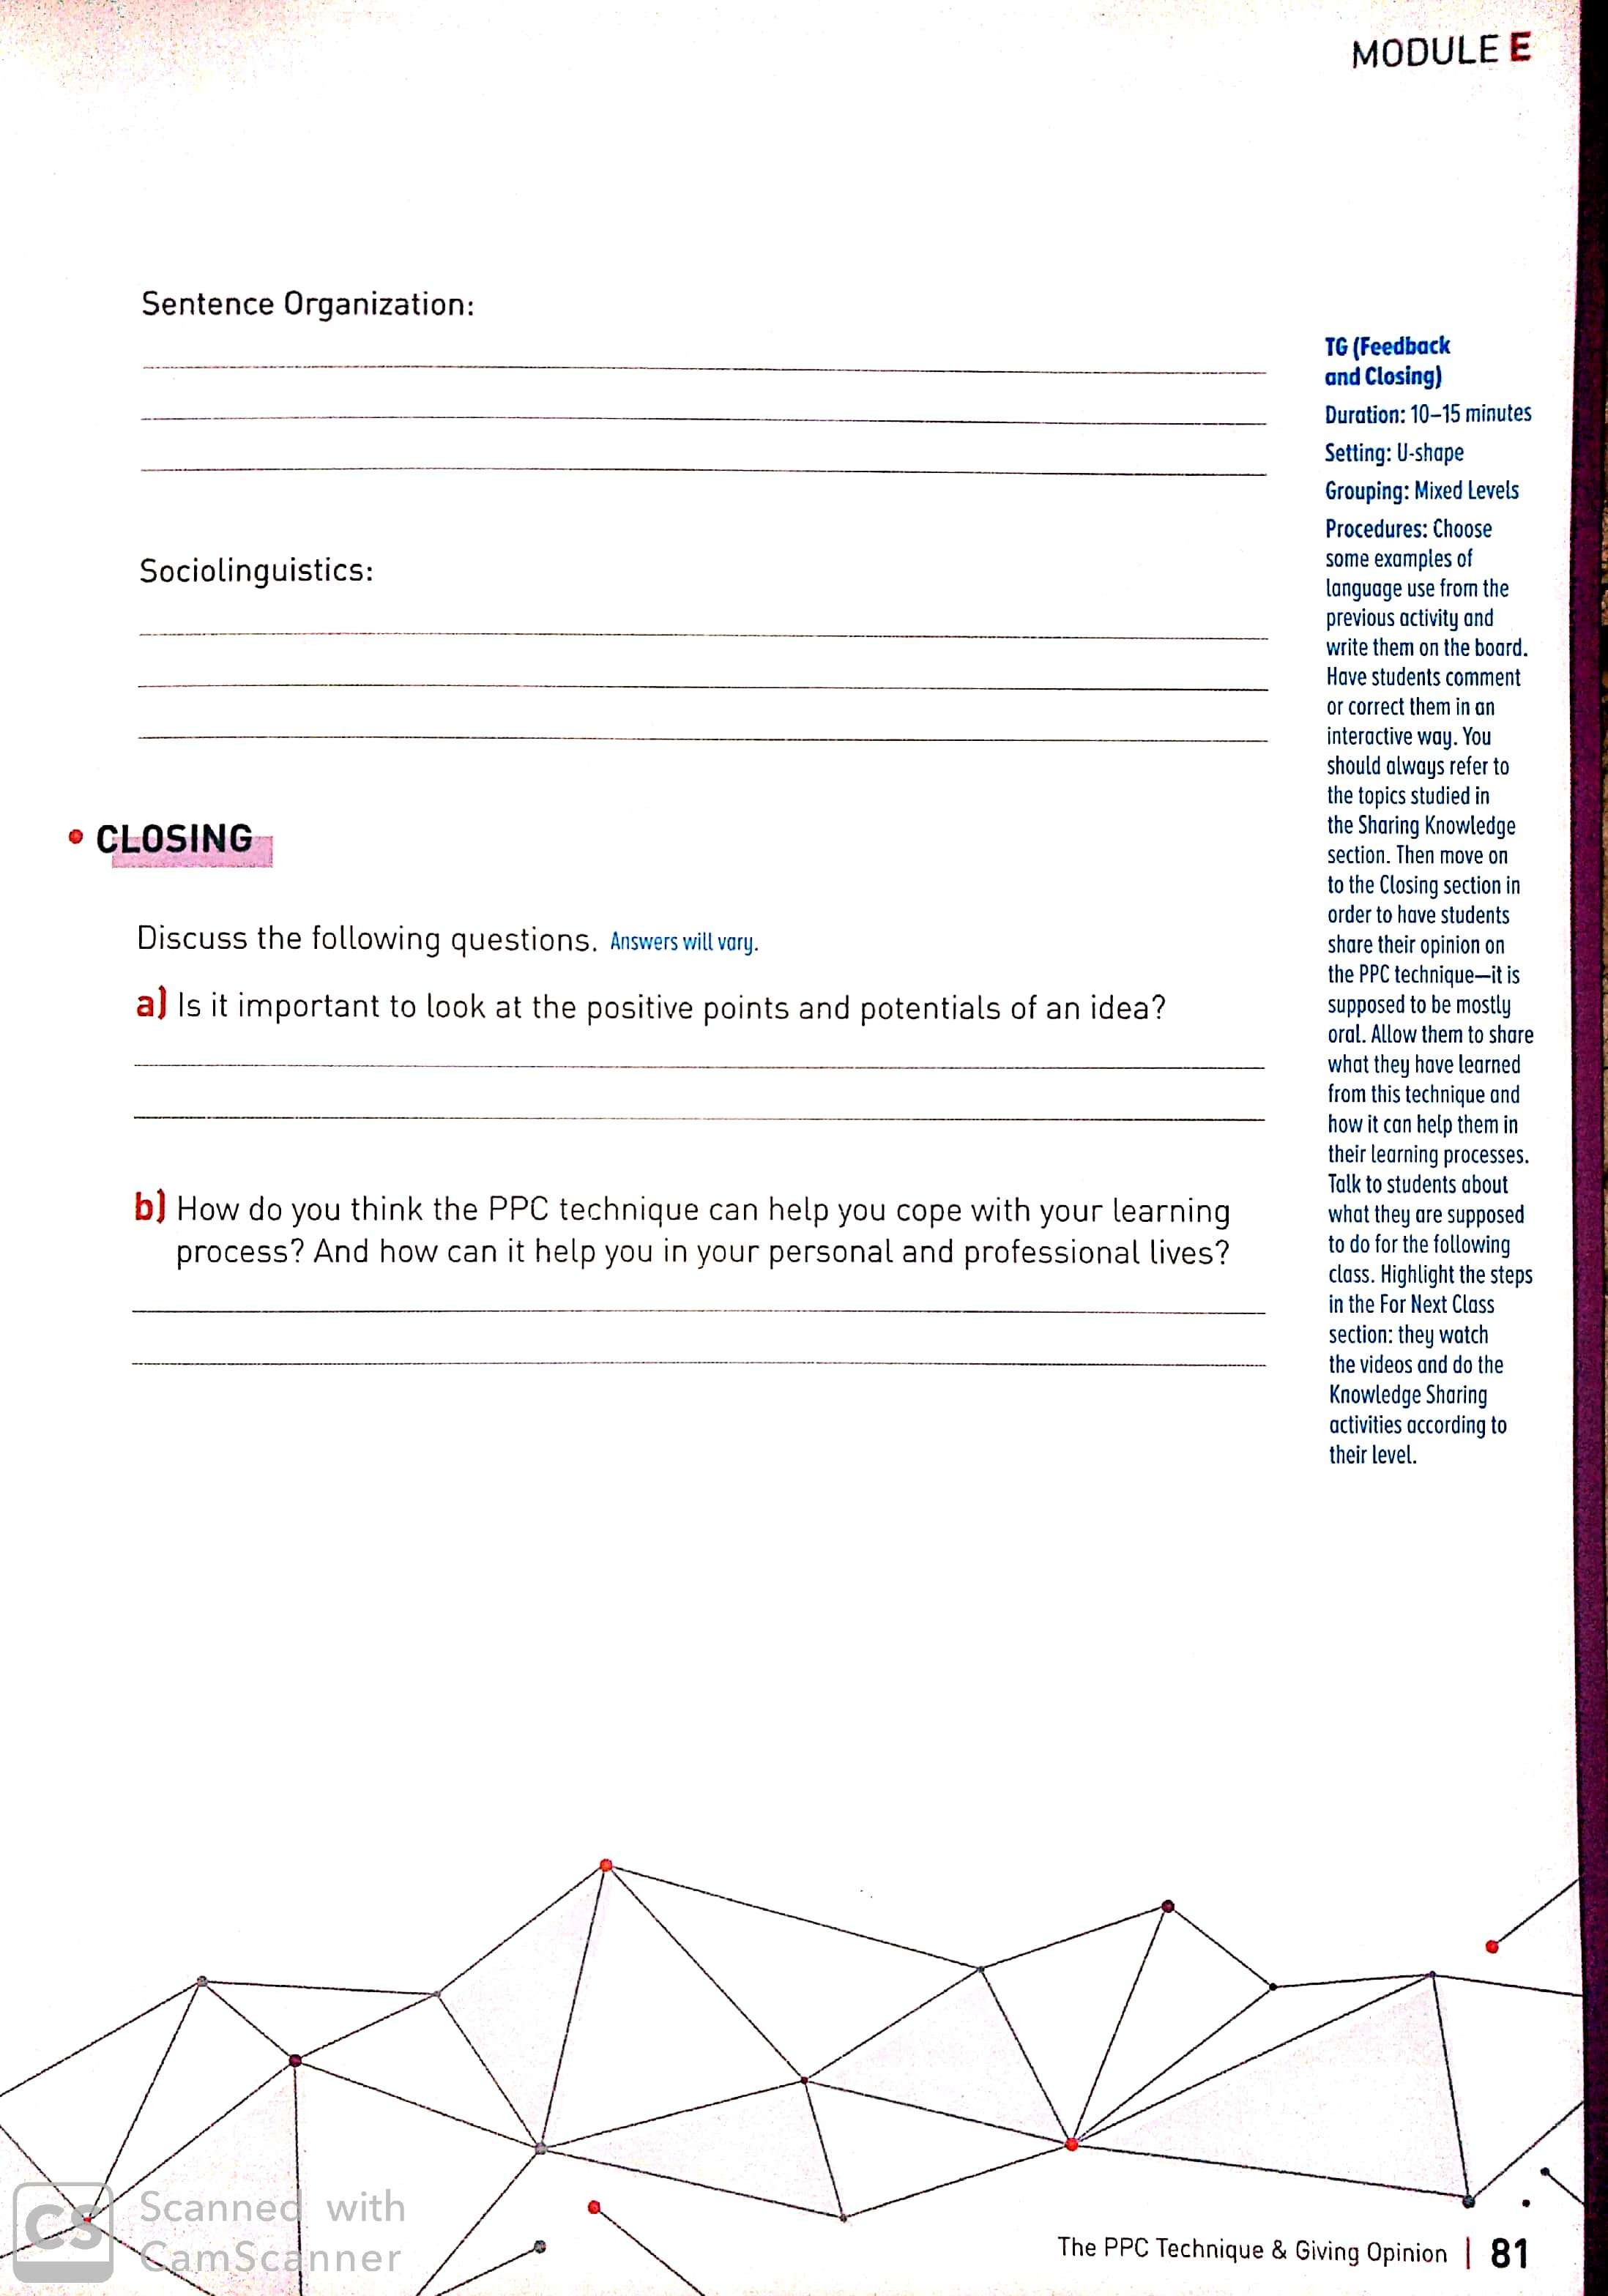 MODULE E
Sentence Organization:
Sociolinguistics:
• CLOSING
Discuss the following questions. Answers will vary.
a) Is it important to look at the positive points and potentials of an idea?
b) How do you think the PPC technique can help you cope with your learning
process? And how can it help you in your personal and professional lives?
TG (Feedback
and Closing)
Duration: 10–15 minutes
Setting: U-shape
Grouping: Mixed Levels
Procedures: Choose
some examples of
language use from the
previous activity and
write them on the board.
Have students comment
or correct them in an
interactive way. You
should always refer to
the topics studied in
the Sharing Knowledge
section. Then move on
to the Closing section in
order to have students
share their opinion on
the PPC technique—it is
supposed to be mostly
oral. Allow them to share
what they have learned
from this technique and
how it can help them in
their learning processes.
Talk to students about
what they are supposed
to do for the following
class. Highlight the steps
in the For Next Class
section: they watch
the videos and do the
Knowledge Sharing
activities according to
their level.
CS
Scanned with
CamScanner
The PPC Technique & Giving Opinion | 81